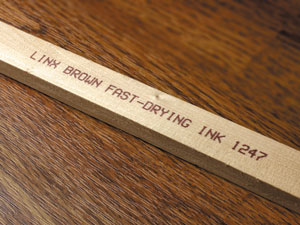 LINX BROWN FAST-DRYING INK 1247